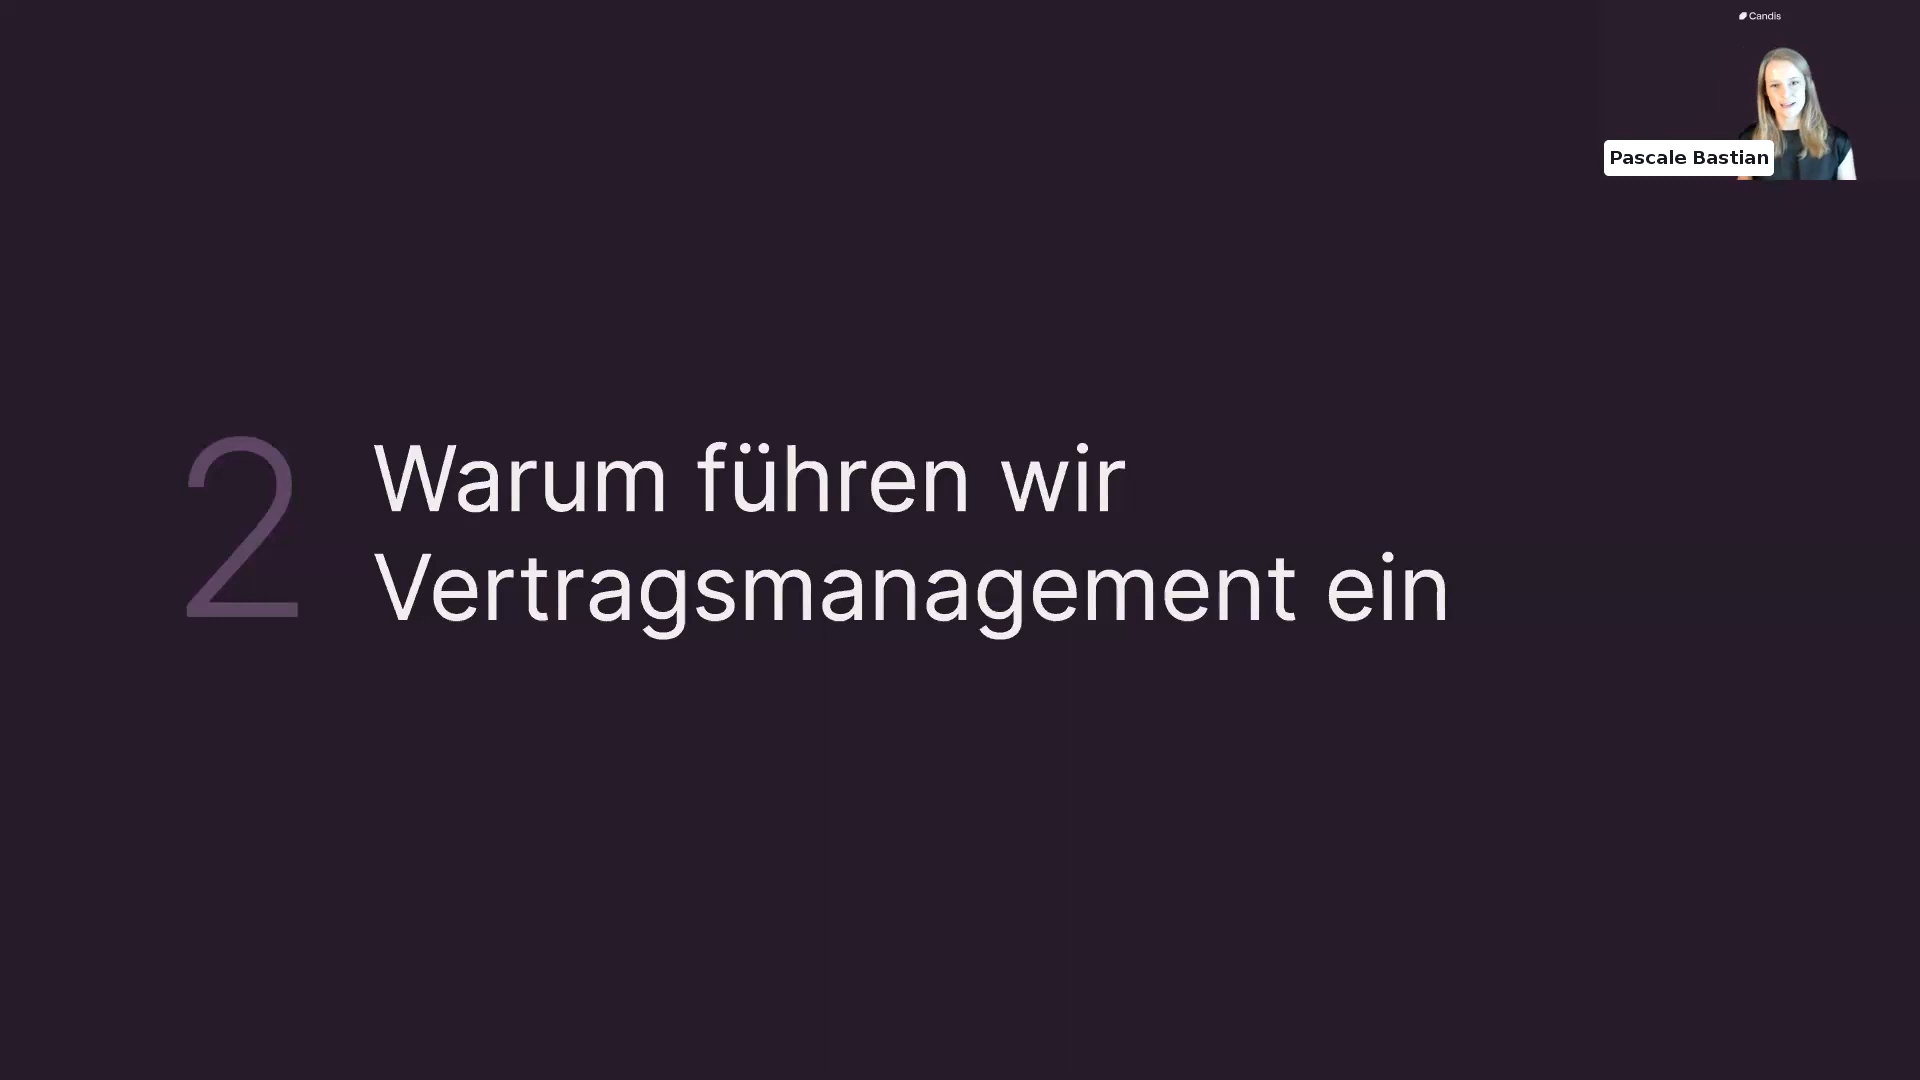 Candis
Pascale Bastian
2
Warum führen wir
Vertragsmanagement ein